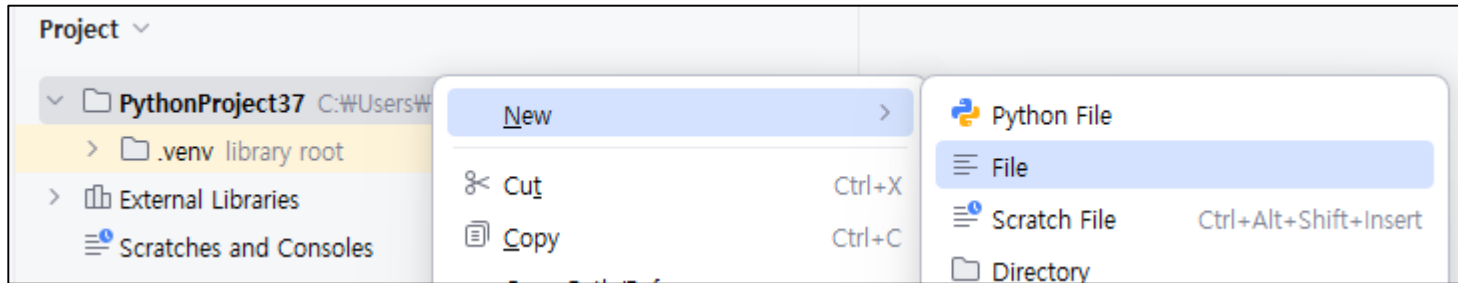 Project
PythonProject37 C:₩Users₩
.venv library root
External Libraries
Scratches and Consoles
New
Cut Ctrl+X
Copy Ctrl+C
Python File
File
Scratch File Ctrl+Alt+Shift+Insert
Directory